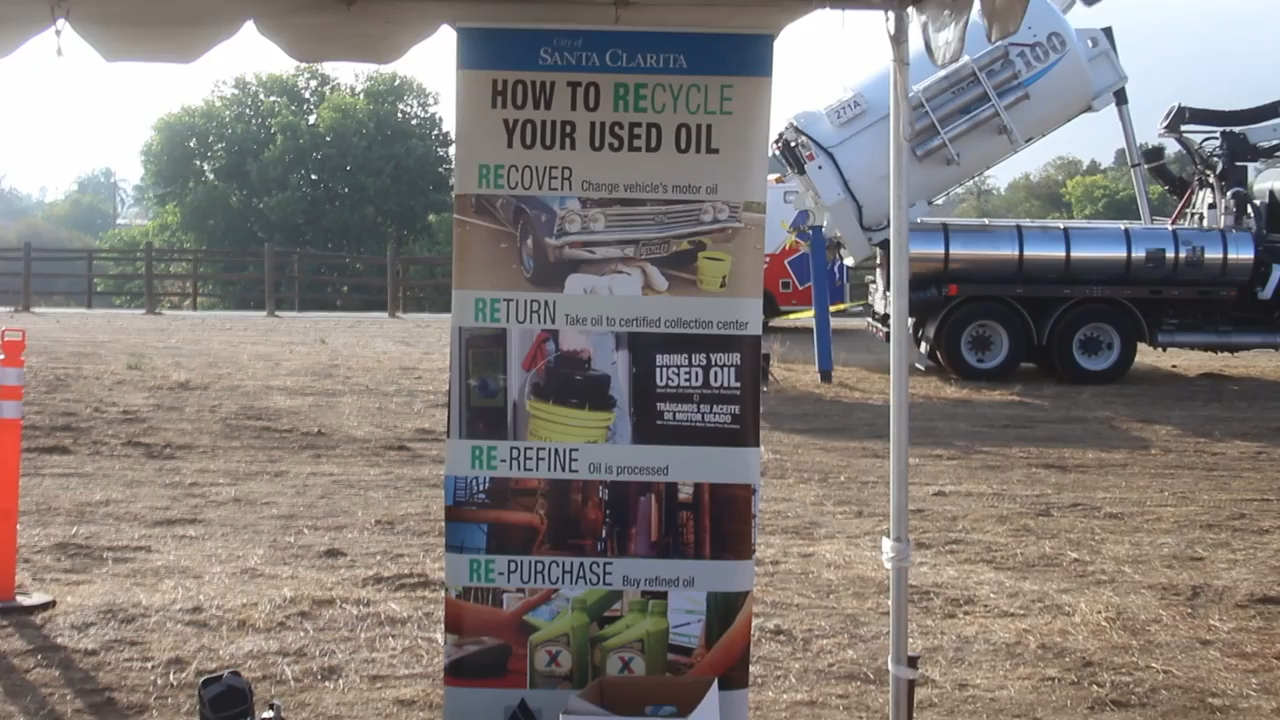 City of
SANTA CLARITA
HOW TO RECYCLE
YOUR USED OIL
RECOVER Change vehicle's motor oil
RECYCLE
RETURN Take oil to certified collection center
BRING US YOUR
USED OIL
TRÁIGANOS SU ACEITE
DE MOTOR USADO
RE-REFINE Oil is processed
RE-PURCHASE Buy refined oil
X
X
271A
2100